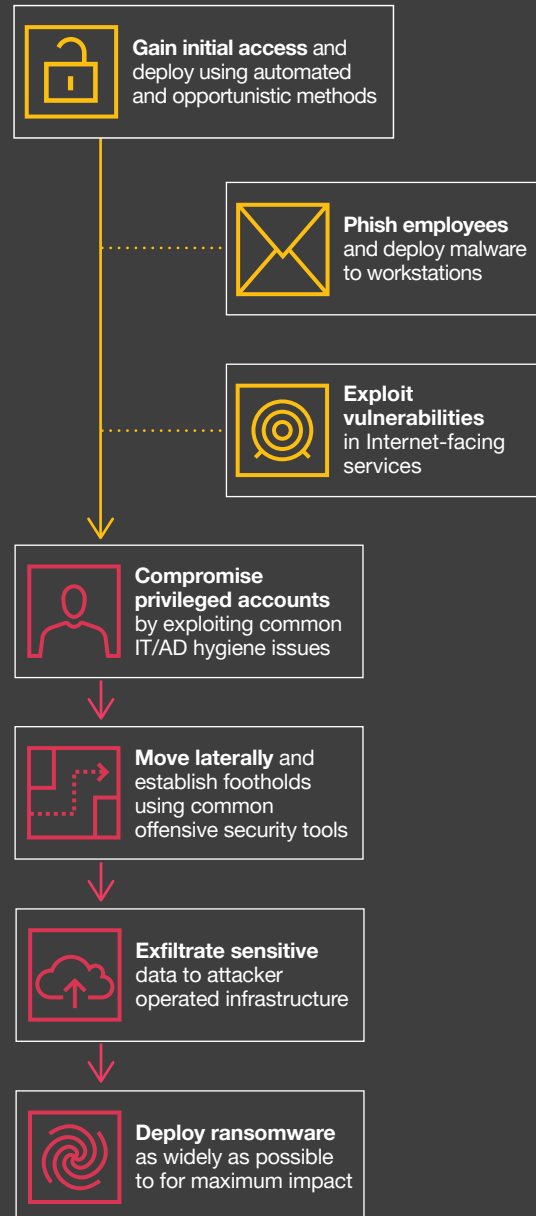 Gain initial access and
deploy using automated
and opportunistic methods
Phish employees
and deploy malware
to workstations
Exploit
vulnerabilities
in Internet-facing
services
Compromise
privileged accounts
by exploiting common
IT/AD hygiene issues
Move laterally and
establish footholds
using common
offensive security tools
Exfiltrate sensitive
data to attacker
operated infrastructure
Deploy ransomware
as widely as possible
to for maximum impact